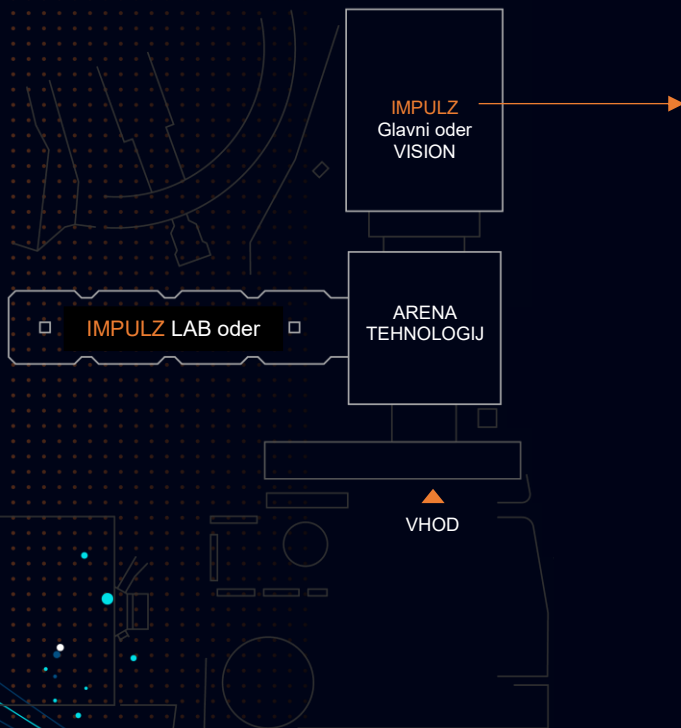 IMPULZ
Glavni oder
VISION
ARENA
TEHNOLOGIJ
IMPULZ LAB oder
VHOD